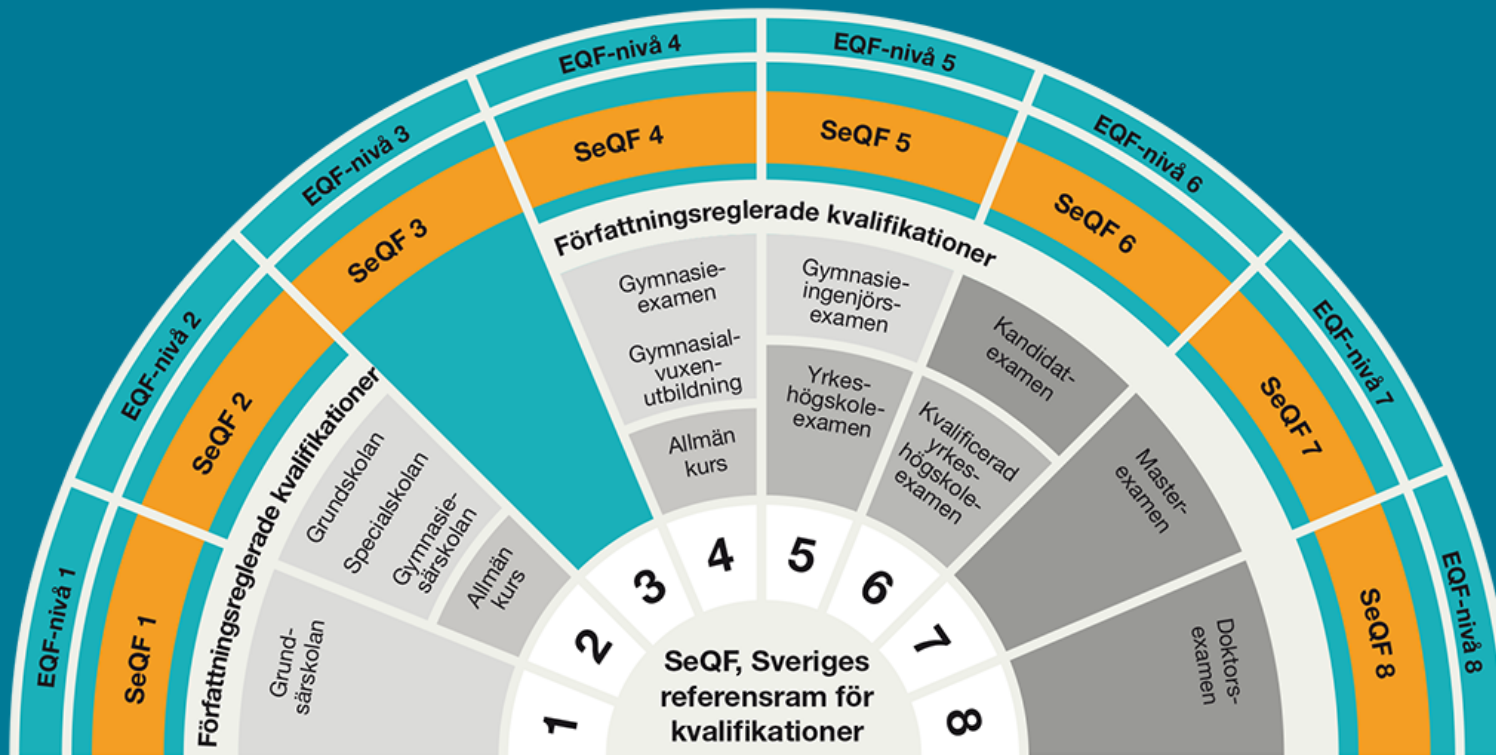 EQF-nivå 1
EQF-nivå 2
EQF-nivå 3
EQF-nivå 4
EQF-nivå 5
EQF-nivå 6
EQF-nivå 7
EQF-nivå 8
SeQF 1
SeQF 2
SeQF 3
SeQF 4
SeQF 5
SeQF 6
SeQF 7
SeQF 8
Författningsreglerade kvalifikationer
Författningsreglerade kvalifikationer
Grund-
särskolan
Grundskolan
Specialskolan
Gymnasie-
särskolan
Allmän
kurs
Gymnasie-
examen
Gymnasial-
vuxen-
utbildning
Allmän
kurs
Gymnasie-
ingenjörs-
examen
Yrkes-
högskole-
examen
Kandidat-
examen
Kvalificerad
yrkes-
högskole-
examen
Master-
examen
Doktors-
examen
1
2
3
4
5
6
7
8
SeQF, Sveriges
referensram för
kvalifikationer